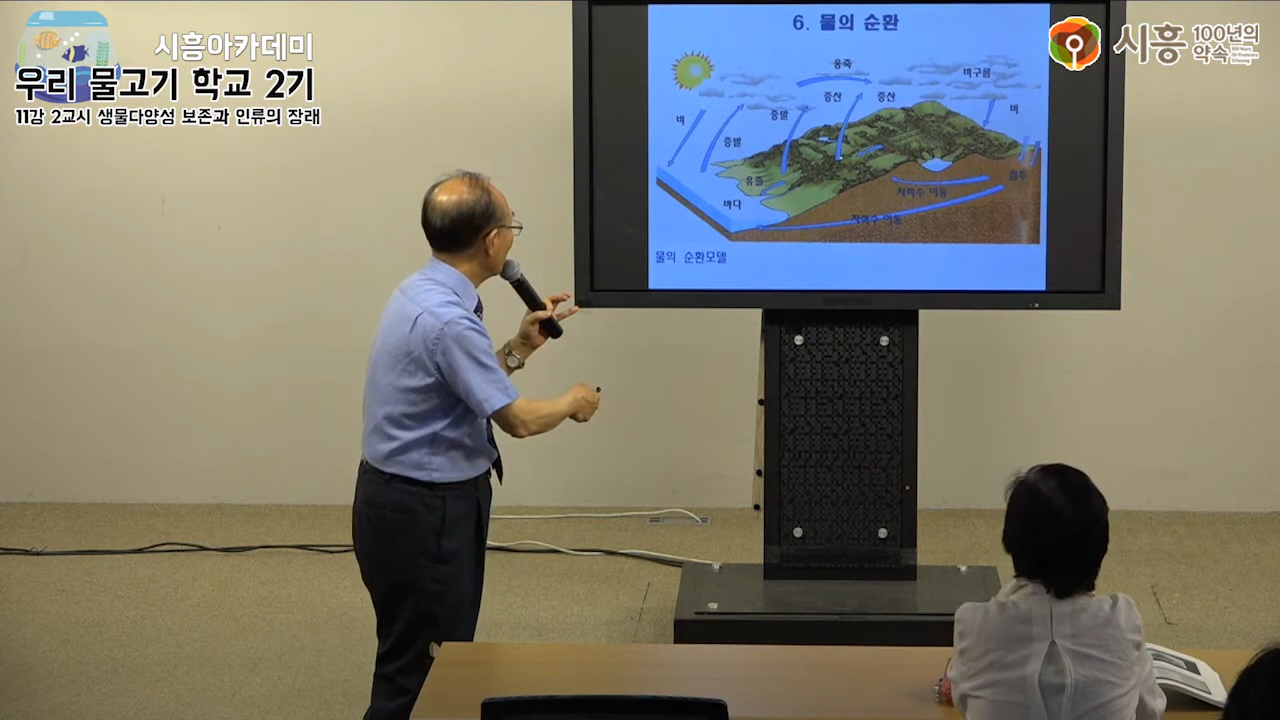 시흥아카데미
우리 물고기 학교 2기
11강 2교시 생물다양성 보존과 인류의 장래
시흥 100년의 약속
6. 물의 순환
응축
비구름
증산
증산
비
비
증발
증발
유출
침투
지하수 이동
바다
지하수 이동
물의 순환모델